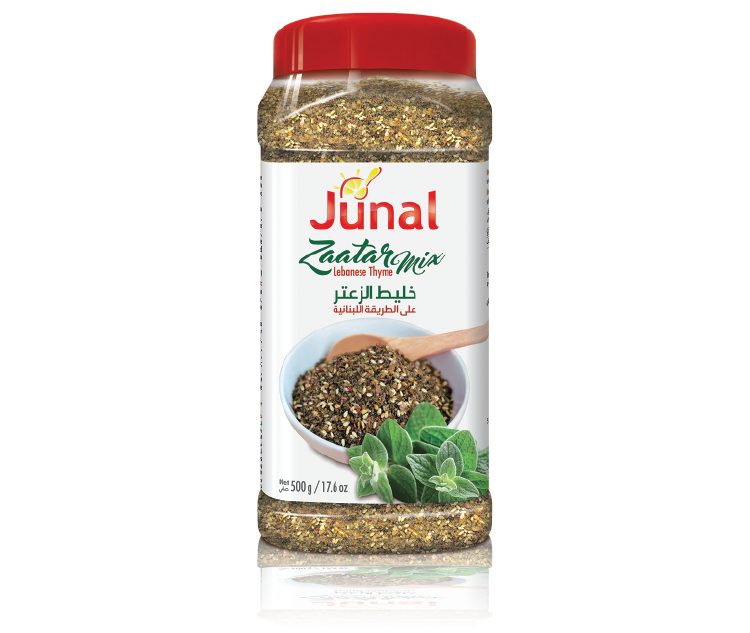 Junal
Zaatar mix
Lebanese Thyme
خليط الزعتر
على الطريقة اللبنانية
Net
صافي 500 g / 17.6 oz